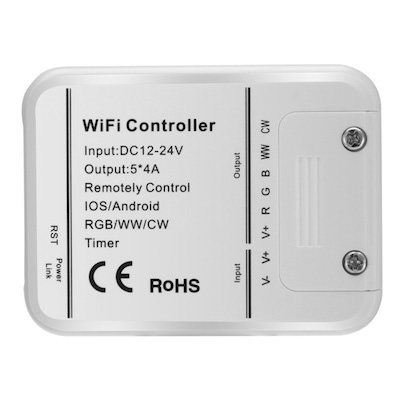 WiFi Controller
Input:DC12-24V
Output:5*4A
Remotely Control
IOS/Android
RGB/WW/CW
Timer
CE RoHS
RST
Power
Link
Output
Input
V- V+ V+ R G B WW CW